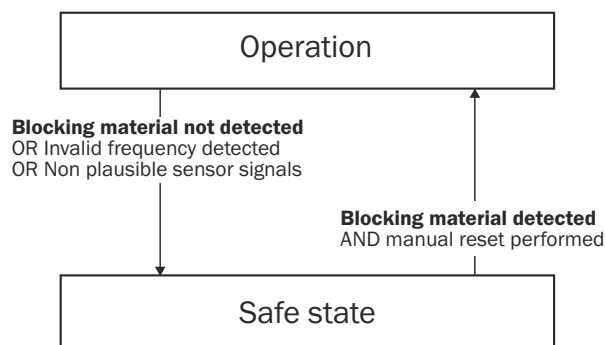 Operation
Blocking material not detected
OR Invalid frequency detected
OR Non plausible sensor signals
Blocking material detected
AND manual reset performed
Safe state